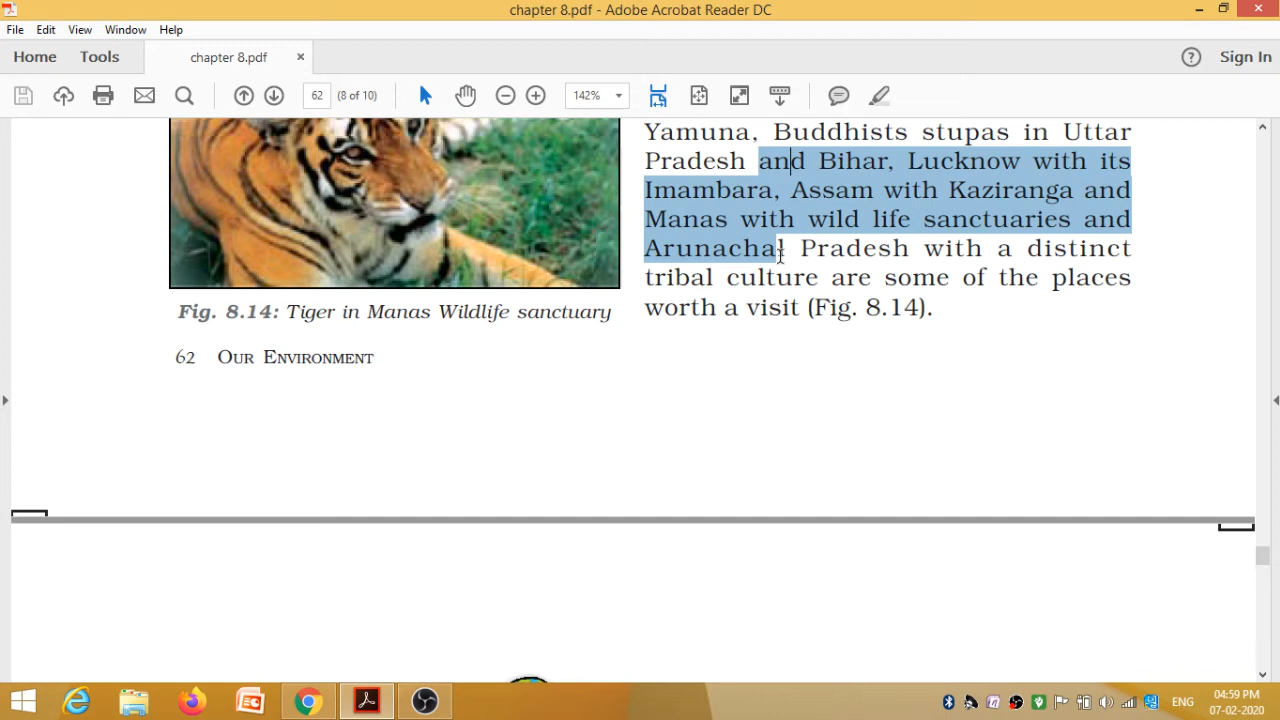 chapter 8.pdf - Adobe Acrobat Reader DC
File Edit View Window Help
Home Tools chapter 8.pdf × Sign In
62 (8 of 10) 142%
Yamuna, Buddhists stupas in Uttar
Pradesh and Bihar, Lucknow with its
Imambara, Assam with Kaziranga and
Manas with wild life sanctuaries and
Arunachal Pradesh with a distinct
tribal culture are some of the places
worth a visit (Fig. 8.14).
Fig. 8.14: Tiger in Manas Wildlife sanctuary
62 OUR ENVIRONMENT
ENG
04:59 PM
07-02-2020